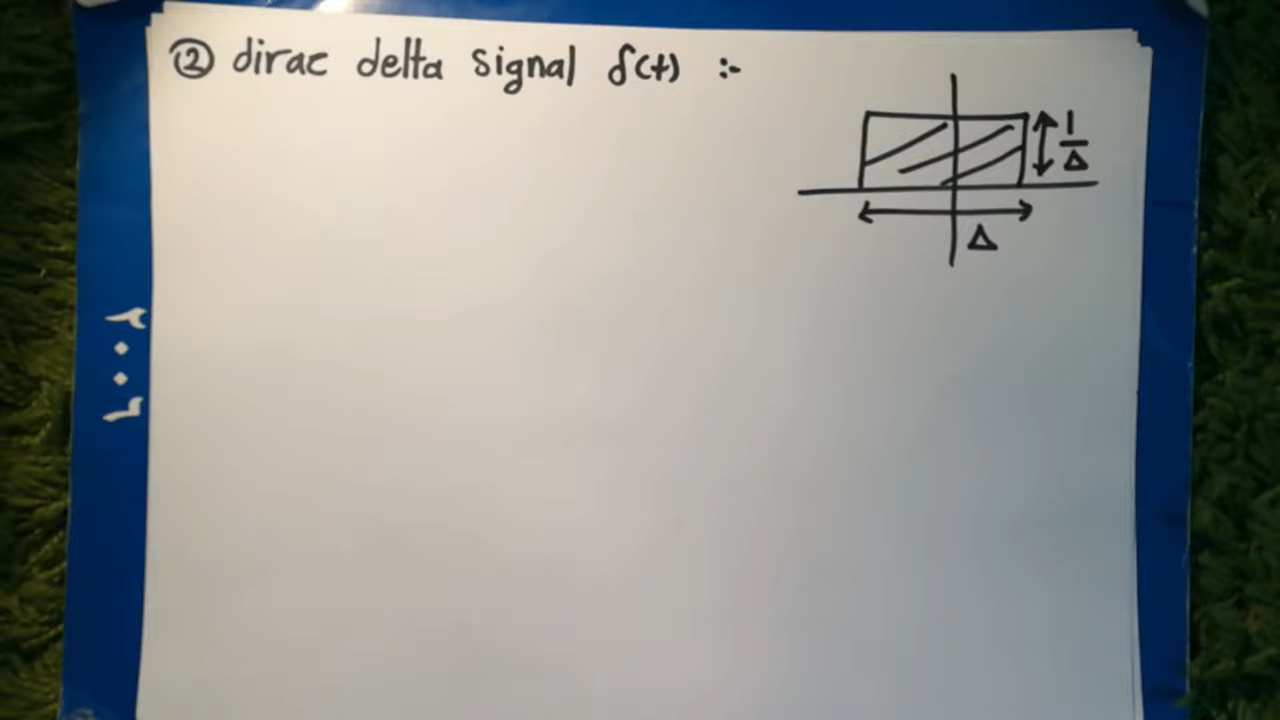 ② dirac delta signal δ(t) :-
1/Δ
Δ